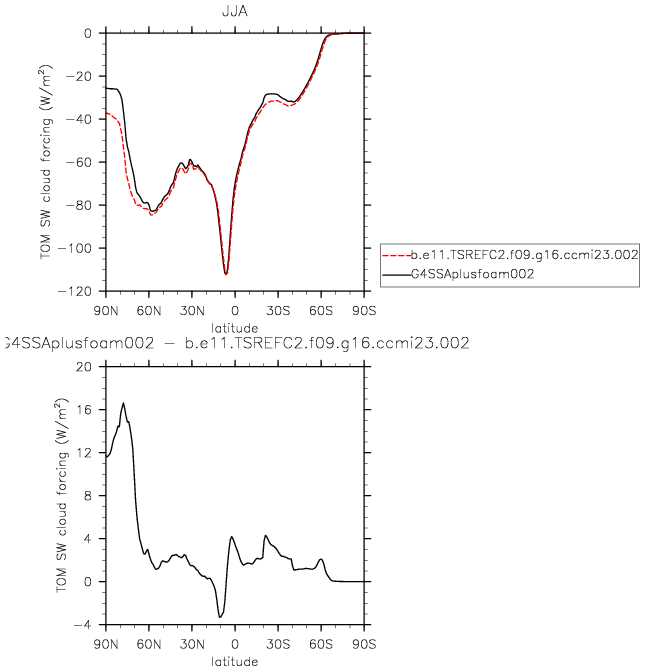 JJA
TOM SW cloud forcing (W/m²)
0
−20
−40
−60
−80
−100
−120
90N 60N 30N 0 30S 60S 90S
latitude
b.e11.TSREFC2.f09.g16.ccmi23.002
G4SSAplusfoam002
G4SSAplusfoam002 − b.e11.TSREFC2.f09.g16.ccmi23.002
TOM SW cloud forcing (W/m²)
20
16
12
8
4
0
−4
90N 60N 30N 0 30S 60S 90S
latitude